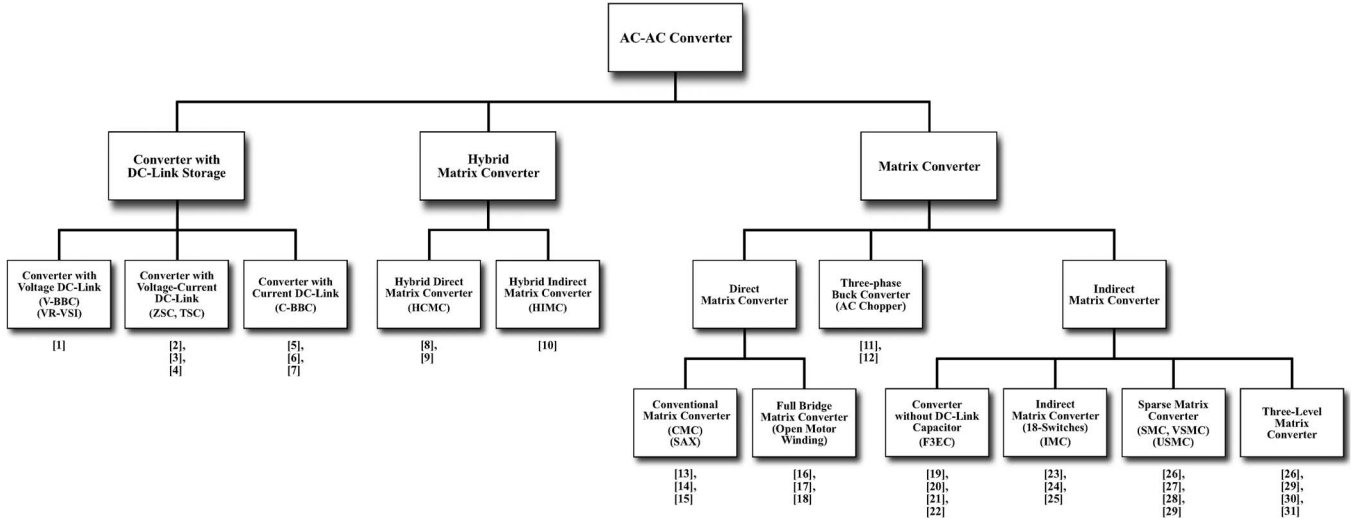 AC-AC Converter
Converter with
DC-Link Storage
Hybrid
Matrix Converter
Matrix Converter
Converter with
Voltage DC-Link
(V-BBC)
(VR-VSI)
Converter with
Voltage-Current
DC-Link
(ZSC, TSC)
Converter with
Current DC-Link
(C-BBC)
Hybrid Direct
Matrix Converter
(HCMC)
Hybrid Indirect
Matrix Converter
(HIMC)
Direct
Matrix Converter
Three-phase
Buck Converter
(AC Chopper)
Indirect
Matrix Converter
[1]
[2],
[3],
[4]
[5],
[6],
[7]
[8],
[9]
[10]
[11],
[12]
Conventional
Matrix Converter
(CMC)
(SAX)
Full Bridge
Matrix Converter
(Open Motor
Winding)
Converter
without DC-Link
Capacitor
(F3EC)
Indirect
Matrix Converter
(18-Switches)
(IMC)
Sparse Matrix
Converter
(SMC, VSMC)
(USMC)
Three-Level
Matrix
Converter
[13],
[14],
[15]
[16],
[17],
[18]
[19],
[20],
[21],
[22]
[23],
[24],
[25]
[26],
[27],
[28],
[29]
[26],
[29],
[30],
[31]